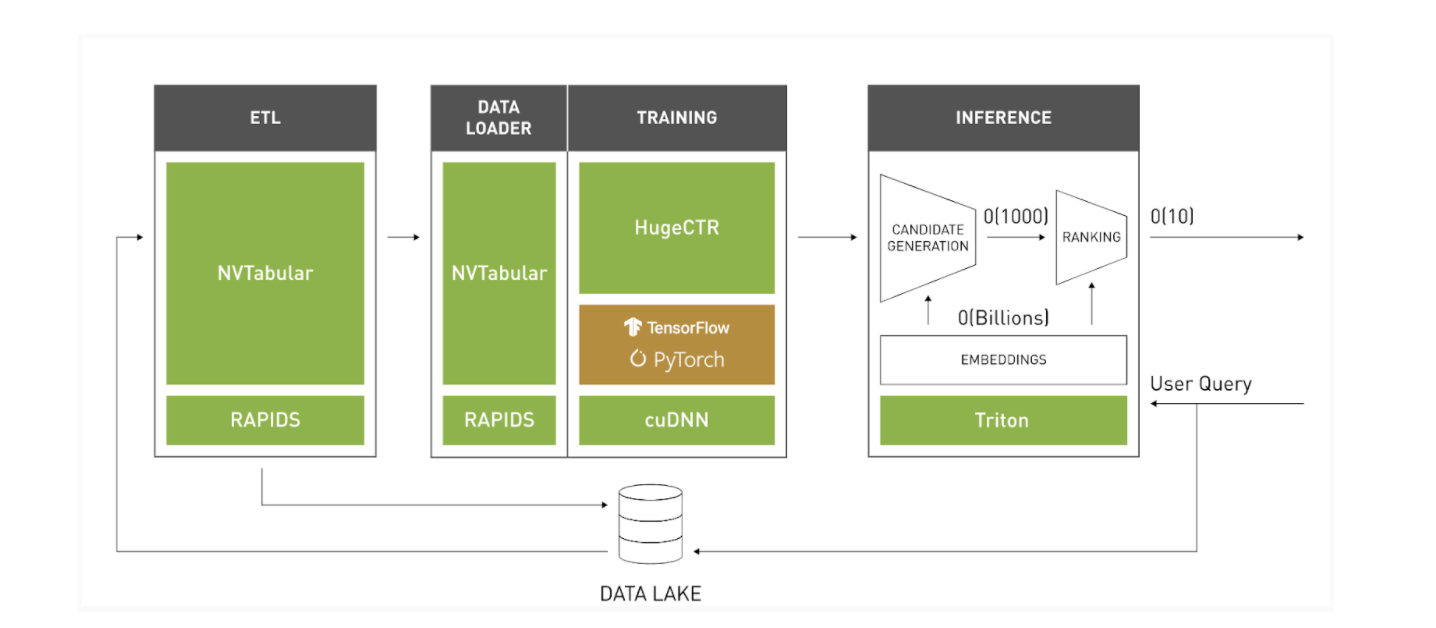 ETL
NVTabular
RAPIDS
DATA
LOADER
NVTabular
RAPIDS
TRAINING
HugeCTR
TensorFlow
PyTorch
cuDNN
INFERENCE
CANDIDATE
GENERATION
0(1000)
RANKING
0(10)
0(Billions)
EMBEDDINGS
Triton
User Query
DATA LAKE